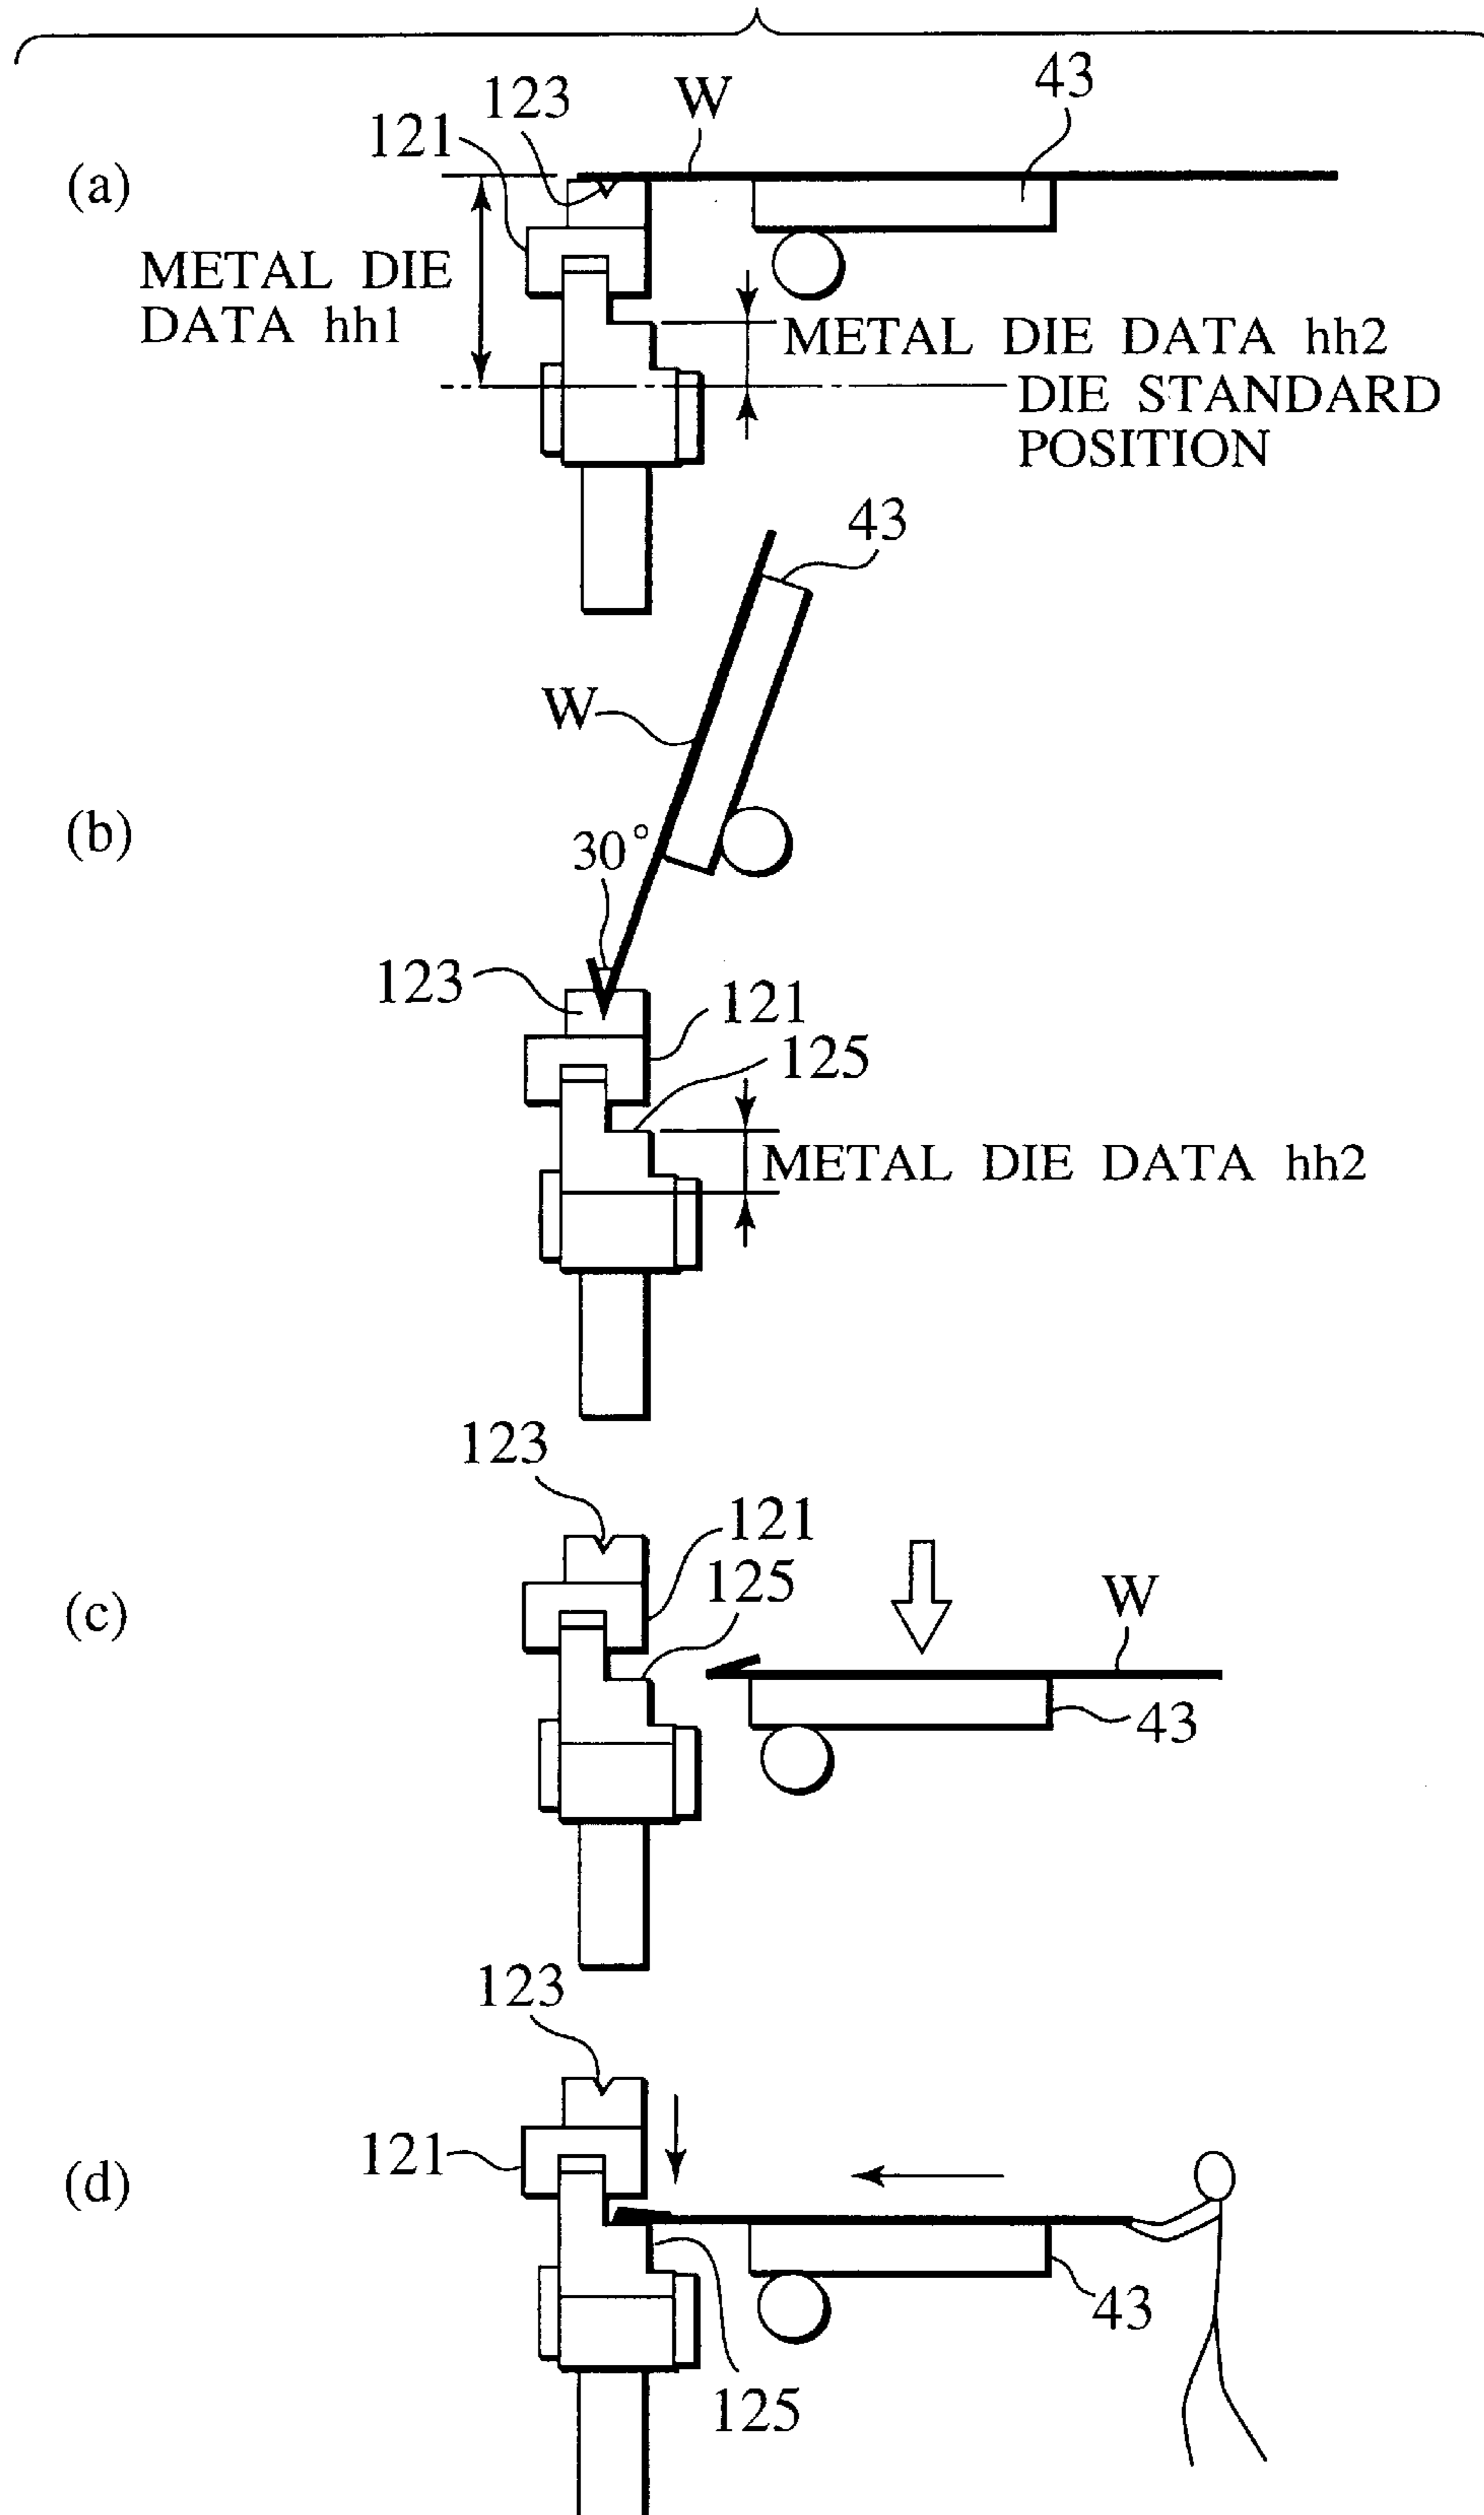 123
W
43
121
(a)
METAL DIE
DATA hh1
METAL DIE DATA hh2
DIE STANDARD
POSITION
43
W
(b)
30°
123
121
125
METAL DIE DATA hh2
123
121
125
(c)
W
43
123
121
(d)
43
125